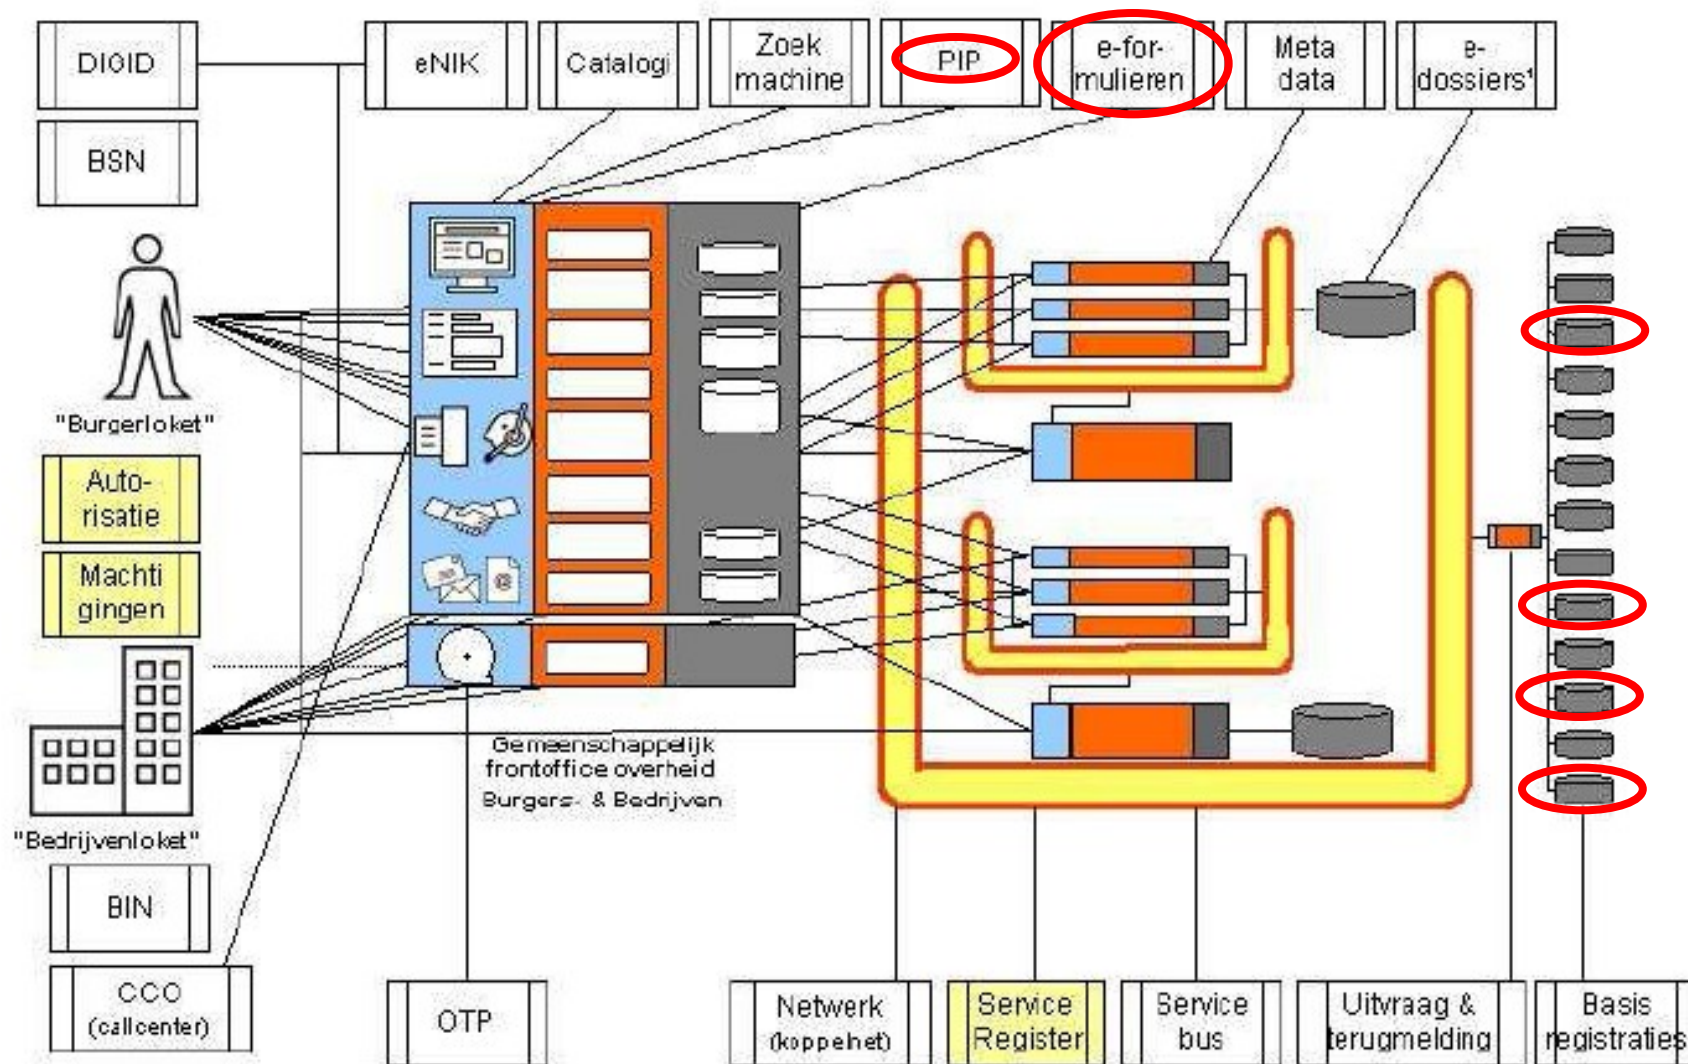 DIGID
eNIK
Catalogi
Zoek
machine
PIP
e-for-
mulieren
Meta
data
e-
dossiers¹
BSN
"Burgerloket"
Auto-
risatie
Machti
gingen
@
Gemeenschappelijk
frontoffice overheid
Burgers- & Bedrijven
"Bedrijvenloket"
BIN
CCO
(callcenter)
OTP
Netwerk
(koppelnet)
Service
Register
Service
bus
Uitvraag &
terugmelding
Basis
registraties